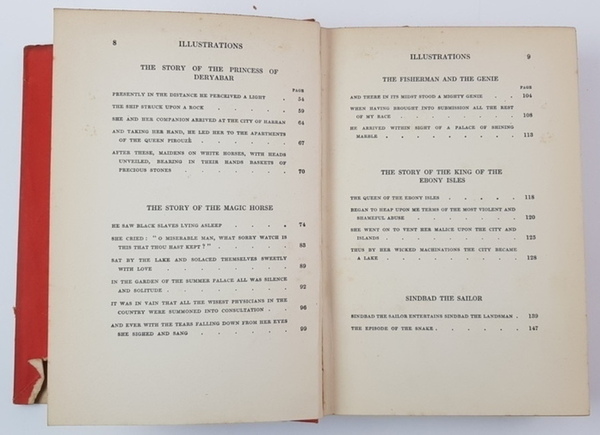 8 ILLUSTRATIONS
THE STORY OF THE PRINCESS OF
DERYABAR
PAGE
PRESENTLY IN THE DISTANCE HE PERCEIVED A LIGHT . 54
THE SHIP STRUCK UPON A ROCK . . . . . 59
SHE AND HER COMPANION ARRIVED AT THE CITY OF HARRAN 64
AND TAKING HER HAND, HE LED HER TO THE APARTMENTS
OF THE QUEEN PIROUZÈ . . . . . . 67
AFTER THESE, MAIDENS ON WHITE HORSES, WITH HEADS
UNVEILED, BEARING IN THEIR HANDS BASKETS OF
PRECIOUS STONES . . . . . . . 70
THE STORY OF THE MAGIC HORSE
HE SAW BLACK SLAVES LYING ASLEEP . . . . 74
SHE CRIED: "O MISERABLE MAN, WHAT SORRY WATCH IS
THIS THAT THOU HAST KEPT?" . . . . . 83
SAT BY THE LAKE AND SOLACED THEMSELVES SWEETLY
WITH LOVE . . . . . . . . 89
IN THE GARDEN OF THE SUMMER PALACE ALL WAS SILENCE
AND SOLITUDE . . . . . . . 92
IT WAS IN VAIN THAT ALL THE WISEST PHYSICIANS IN THE
COUNTRY WERE SUMMONED INTO CONSULTATION . . 96
AND EVER WITH THE TEARS FALLING DOWN FROM HER EYES
SHE SIGHED AND SANG . . . . . . 99
ILLUSTRATIONS 9
THE FISHERMAN AND THE GENIE
PAGE
AND THERE IN ITS MIDST STOOD A MIGHTY GENIE . . 104
WHEN HAVING BROUGHT INTO SUBMISSION ALL THE REST
OF MY RACE . . . . . . . . 108
HE ARRIVED WITHIN SIGHT OF A PALACE OF SHINING
MARBLE . . . . . . . . 113
THE STORY OF THE KING OF THE
EBONY ISLES
THE QUEEN OF THE EBONY ISLES . . . . . 118
BEGAN TO HEAP UPON ME TERMS OF THE MOST VIOLENT AND
SHAMEFUL ABUSE . . . . . . . 120
SHE WENT ON TO VENT HER MALICE UPON THE CITY AND
ISLANDS . . . . . . . . 123
THUS BY HER WICKED MACHINATIONS THE CITY BECAME
A LAKE . . . . . . . . 128
SINDBAD THE SAILOR
SINDBAD THE SAILOR ENTERTAINS SINDBAD THE LANDSMAN . 139
THE EPISODE OF THE SNAKE . . . . . . 147